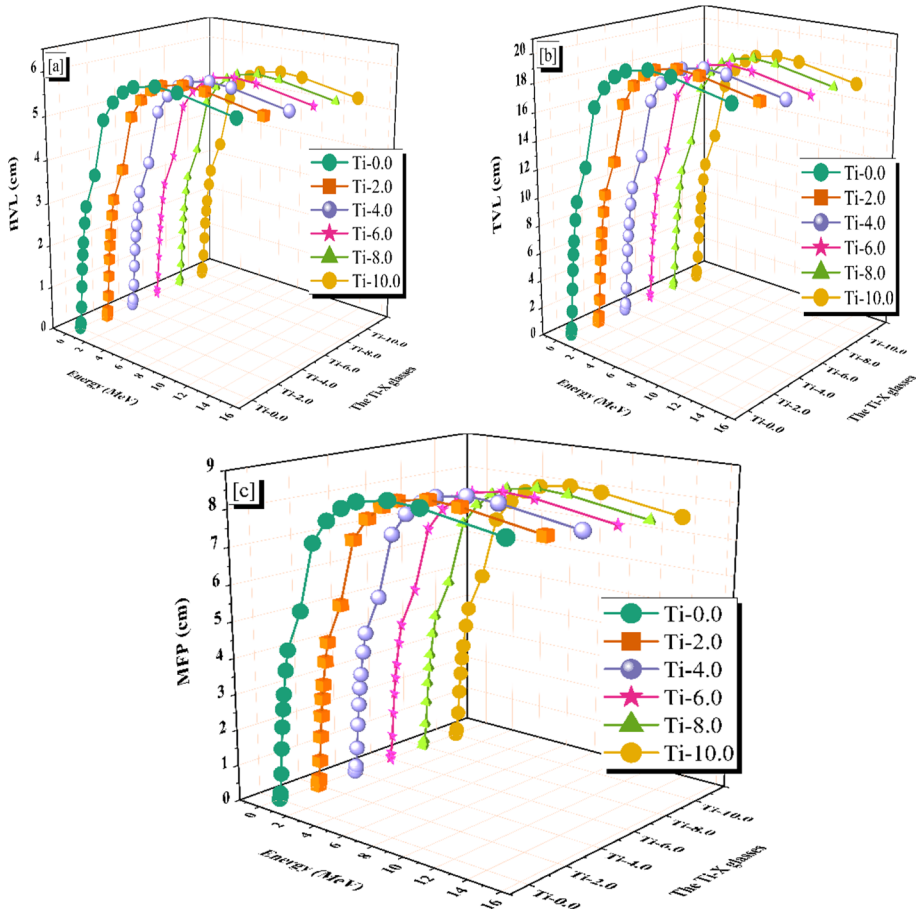 [a]
6
5
4
3
2
1
0
HVL (cm)
0
2
4
6
8
10
12
14
16
Energy (MeV)
Ti-0.0
Ti-2.0
Ti-4.0
Ti-6.0
Ti-8.0
Ti-10.0
The Ti-X glasses
Ti-0.0
Ti-2.0
Ti-4.0
Ti-6.0
Ti-8.0
Ti-10.0
[b]
20
18
16
14
12
10
8
6
4
2
0
TVL (cm)
0
2
4
6
8
10
12
14
16
Energy (MeV)
Ti-0.0
Ti-2.0
Ti-4.0
Ti-6.0
Ti-8.0
Ti-10.0
The Ti-X glasses
Ti-0.0
Ti-2.0
Ti-4.0
Ti-6.0
Ti-8.0
Ti-10.0
[c]
9
8
7
6
5
4
3
2
1
0
MFP (cm)
0
2
4
6
8
10
12
14
16
Energy (MeV)
Ti-0.0
Ti-2.0
Ti-4.0
Ti-6.0
Ti-8.0
Ti-10.0
The Ti-X glasses
Ti-0.0
Ti-2.0
Ti-4.0
Ti-6.0
Ti-8.0
Ti-10.0